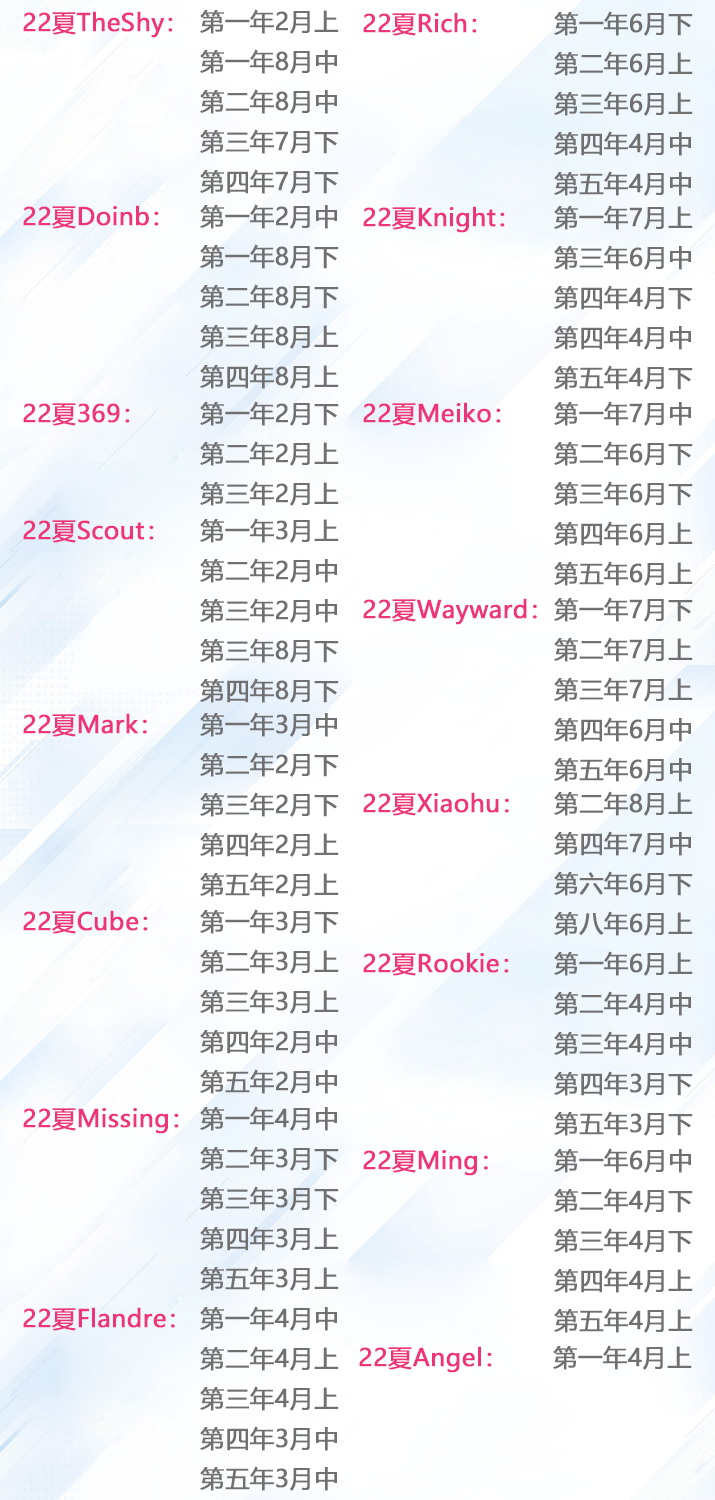 22夏TheShy： 第一年2月上
第一年8月中
第二年8月中
第三年7月下
第四年7月下
22夏Doinb： 第一年2月中
第一年8月下
第二年8月下
第三年8月上
第四年8月上
22夏369： 第一年2月下
第二年2月上
第三年2月上
22夏Scout： 第一年3月上
第二年2月中
第三年2月中
第三年8月下
第四年8月下
22夏Mark： 第一年3月中
第二年2月下
第三年2月下
第四年2月上
第五年2月上
22夏Cube： 第一年3月下
第二年3月上
第三年3月上
第四年2月中
第五年2月中
22夏Missing： 第一年4月中
第二年3月下
第三年3月下
第四年3月上
第五年3月上
22夏Flandre： 第一年4月中
第二年4月上
第三年4月上
第四年3月中
第五年3月中
22夏Rich： 第一年6月下
第二年6月上
第三年6月上
第四年4月中
第五年4月中
22夏Knight： 第一年7月上
第三年6月中
第四年4月下
第四年4月中
第五年4月下
22夏Meiko： 第一年7月中
第二年6月下
第三年6月下
第四年6月上
第五年6月上
22夏Wayward： 第一年7月下
第二年7月上
第三年7月上
第四年6月中
第五年6月中
22夏Xiaohu： 第二年8月上
第四年7月中
第六年6月下
第八年6月上
22夏Rookie： 第一年6月上
第二年4月中
第三年4月中
第四年3月下
第五年3月下
22夏Ming： 第一年6月中
第二年4月下
第三年4月下
第四年4月上
第五年4月上
22夏Angel： 第一年4月上